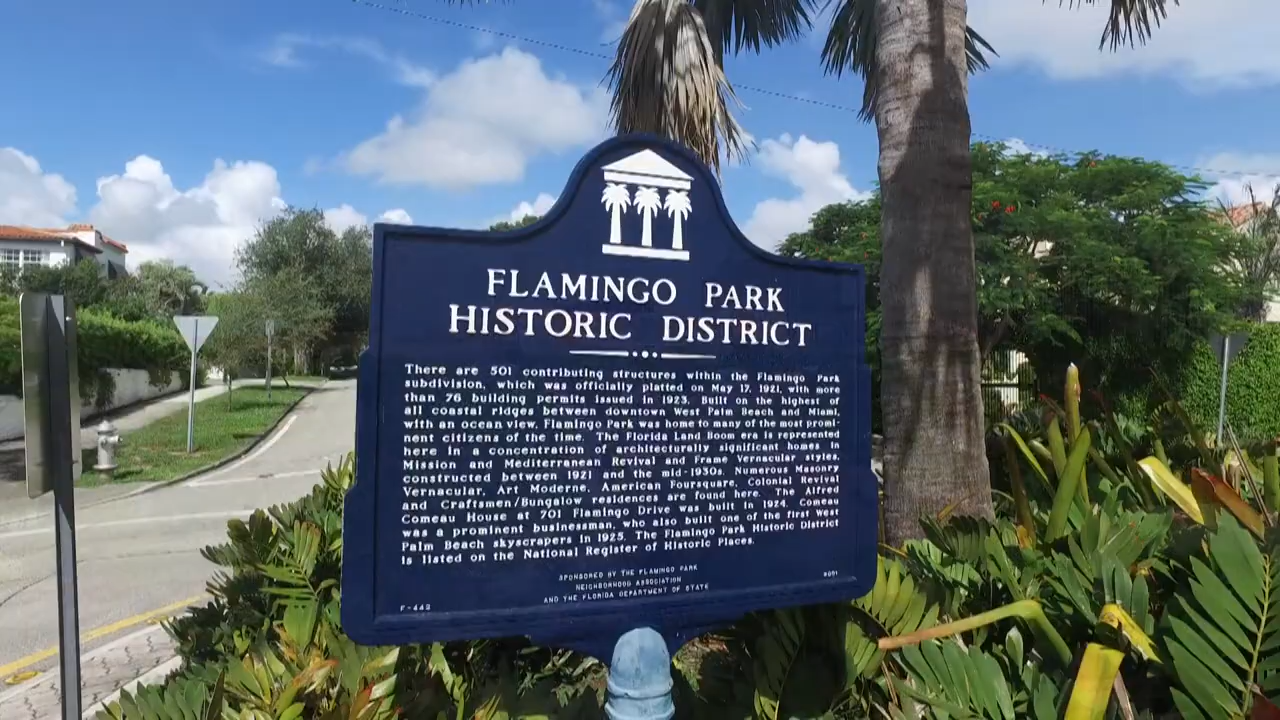 FLAMINGO PARK
HISTORIC DISTRICT
There are 501 contributing structures within the Flamingo Park
subdivision, which was officially platted on May 17, 1921, with more
than 76 building permits issued in 1923. Built on the highest of
all coastal ridges between downtown West Palm Beach and Miami,
with an ocean view, Flamingo Park was home to many of the most promi-
nent citizens of the time. The Florida Land Boom era is represented
here in a concentration of architecturally significant homes in
Mission and Mediterranean Revival and Frame Vernacular styles,
constructed between 1921 and the mid-1930s. Numerous Masonry
Vernacular, Art Moderne, American Foursquare, Colonial Revival
and Craftsmen/Bungalow residences are found here. The Alfred
Comeau House at 701 Flamingo Drive was built in 1924. Comeau
was a prominent businessman, who also built one of the first West
Palm Beach skyscrapers in 1925. The Flamingo Park Historic District
is listed on the National Register of Historic Places.
SPONSORED BY THE FLAMINGO PARK
NEIGHBORHOOD ASSOCIATION
AND THE FLORIDA DEPARTMENT OF STATE
F-442